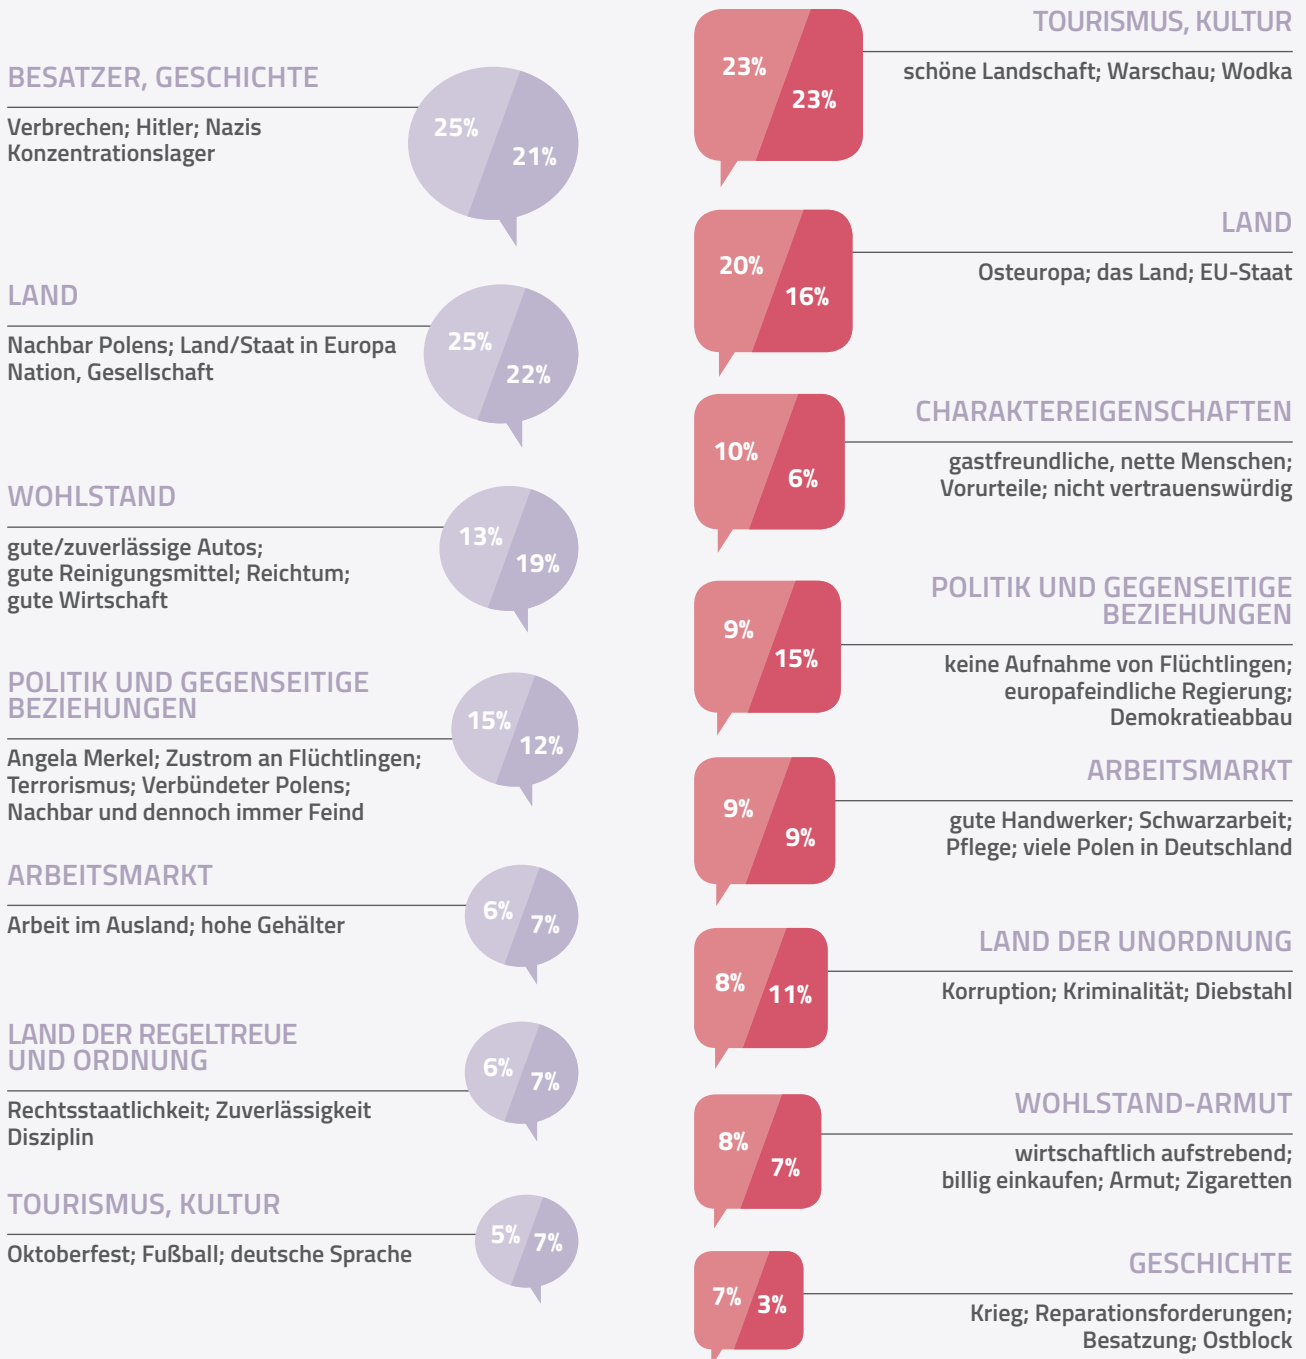 BESATZER, GESCHICHTE
Verbrechen; Hitler; Nazis
Konzentrationslager
25%
21%
LAND
Nachbar Polens; Land/Staat in Europa
Nation, Gesellschaft
25%
22%
WOHLSTAND
gute/zuverlässige Autos;
gute Reinigungsmittel; Reichtum;
gute Wirtschaft
13%
19%
POLITIK UND GEGENSEITIGE
BEZIEHUNGEN
Angela Merkel; Zustrom an Flüchtlingen;
Terrorismus; Verbündeter Polens;
Nachbar und dennoch immer Feind
15%
12%
ARBEITSMARKT
Arbeit im Ausland; hohe Gehälter
6%
7%
LAND DER REGELTREUE
UND ORDNUNG
Rechtsstaatlichkeit; Zuverlässigkeit
Disziplin
6%
7%
TOURISMUS, KULTUR
Oktoberfest; Fußball; deutsche Sprache
5%
7%
TOURISMUS, KULTUR
schöne Landschaft; Warschau; Wodka
23%
23%
LAND
Osteuropa; das Land; EU-Staat
20%
16%
CHARAKTEREIGENSCHAFTEN
gastfreundliche, nette Menschen;
Vorurteile; nicht vertrauenswürdig
10%
6%
POLITIK UND GEGENSEITIGE
BEZIEHUNGEN
keine Aufnahme von Flüchtlingen;
europafeindliche Regierung;
Demokratieabbau
9%
15%
ARBEITSMARKT
gute Handwerker; Schwarzarbeit;
Pflege; viele Polen in Deutschland
9%
9%
LAND DER UNORDNUNG
Korruption; Kriminalität; Diebstahl
8%
11%
WOHLSTAND-ARMUT
wirtschaftlich aufstrebend;
billig einkaufen; Armut; Zigaretten
8%
7%
GESCHICHTE
Krieg; Reparationsforderungen;
Besatzung; Ostblock
7%
3%